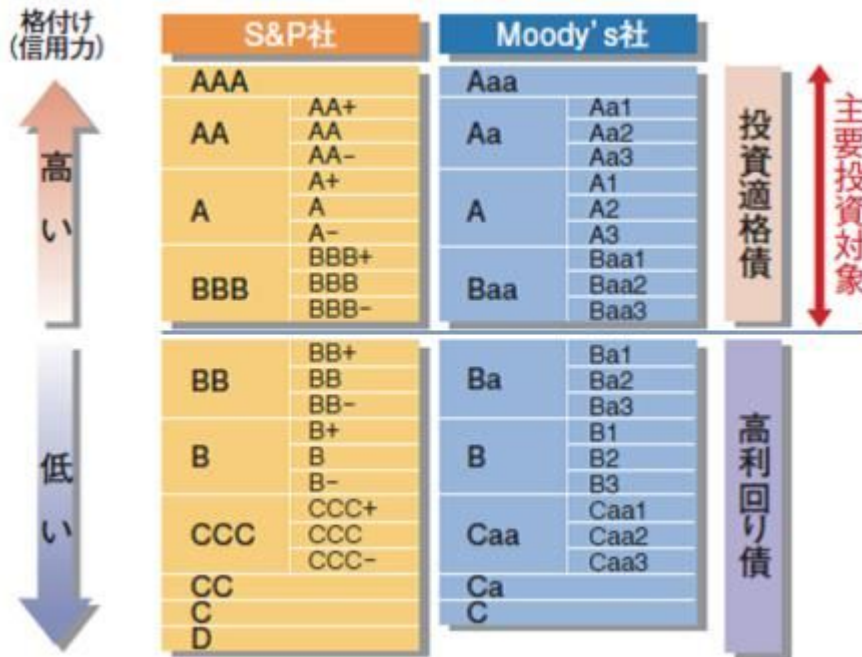 格付け
(信用力)
S&P社
Moody's社
高い
AAA
Aaa
AA
AA+
AA
AA-
Aa
Aa1
Aa2
Aa3
A
A+
A
A-
A
A1
A2
A3
BBB
BBB+
BBB
BBB-
Baa
Baa1
Baa2
Baa3
投資適格債
主要投資対象
低い
BB
BB+
BB
BB-
Ba
Ba1
Ba2
Ba3
B
B+
B
B-
B
B1
B2
B3
CCC
CCC+
CCC
CCC-
Caa
Caa1
Caa2
Caa3
CC
Ca
C
C
D
高利回り債